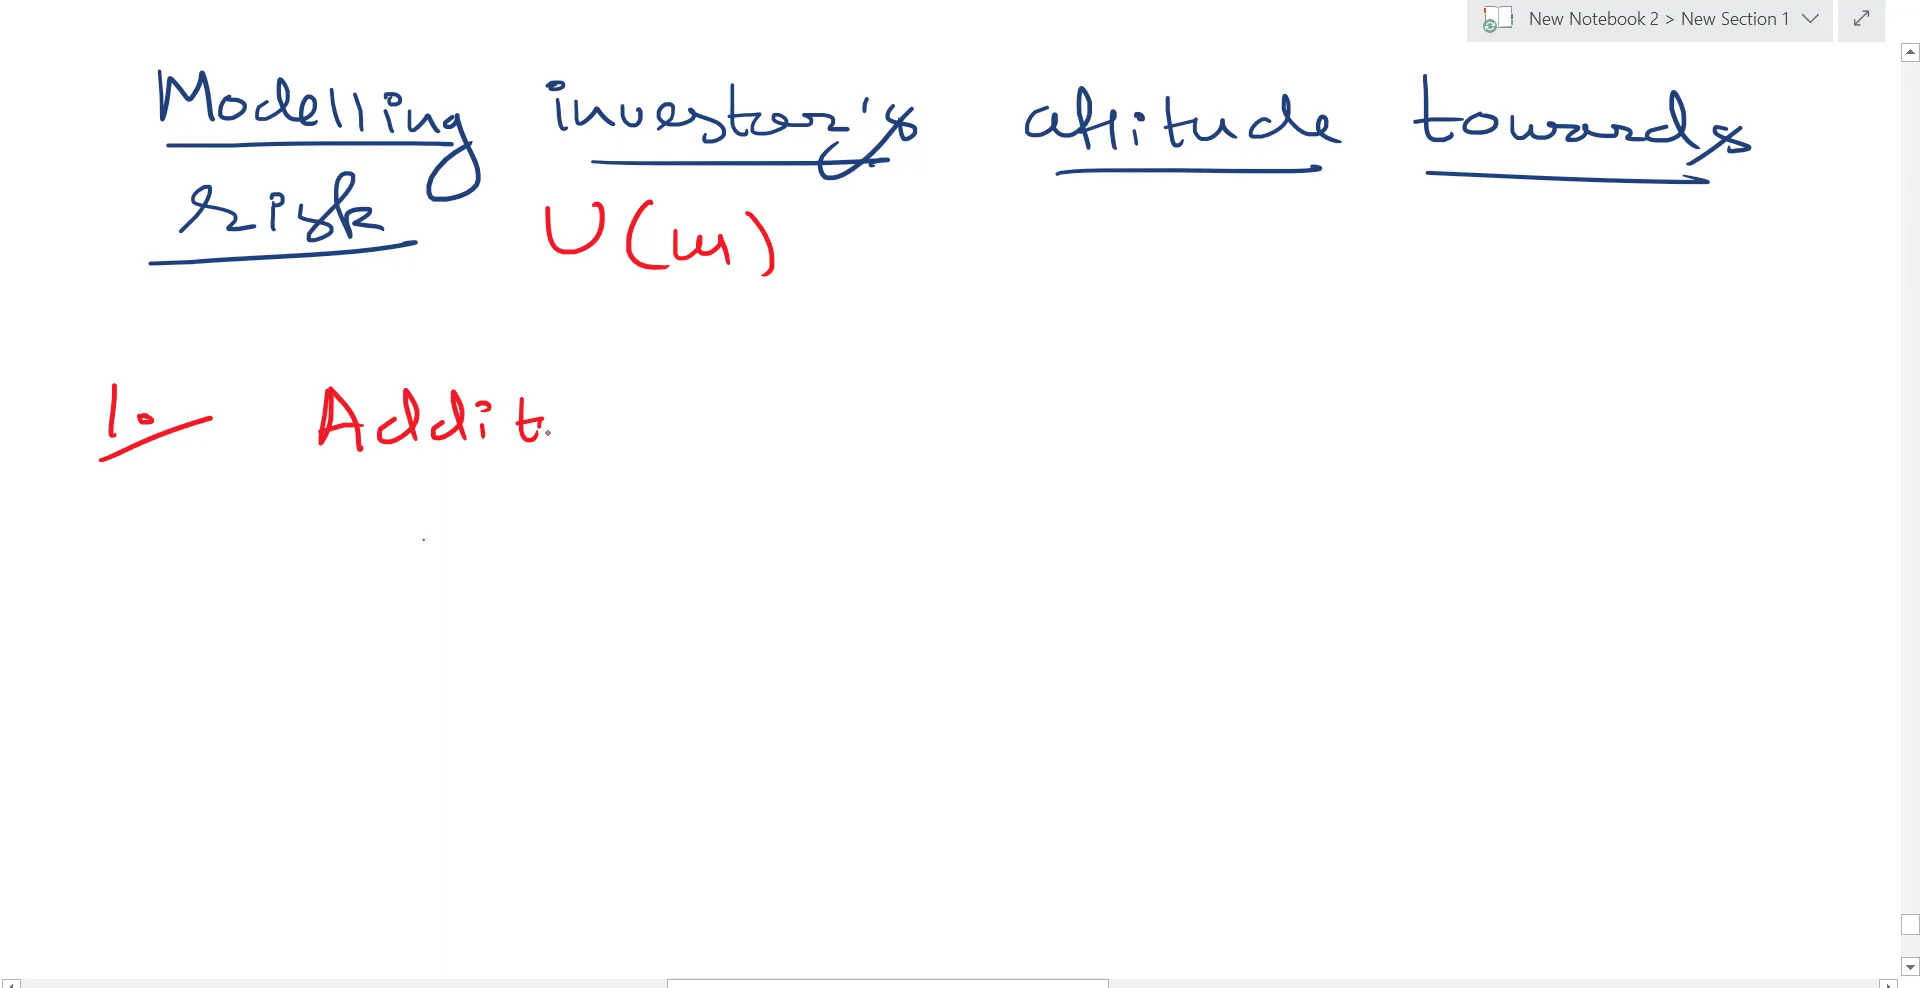 New Notebook 2 > New Section 1
Modelling investor's attitude towards
risk U(w)
1. Addit